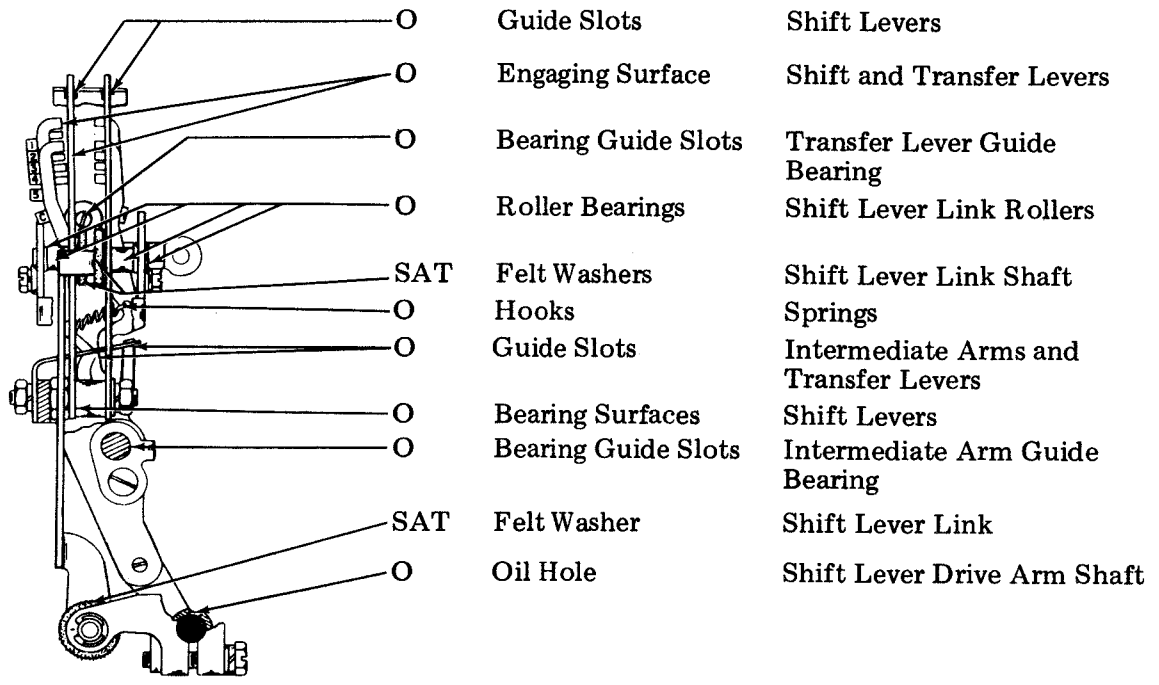 O Guide Slots Shift Levers
O Engaging Surface Shift and Transfer Levers
O Bearing Guide Slots Transfer Lever Guide
Bearing
O Roller Bearings Shift Lever Link Rollers
SAT Felt Washers Shift Lever Link Shaft
O Hooks Springs
O Guide Slots Intermediate Arms and
Transfer Levers
O Bearing Surfaces Shift Levers
O Bearing Guide Slots Intermediate Arm Guide
Bearing
SAT Felt Washer Shift Lever Link
O Oil Hole Shift Lever Drive Arm Shaft